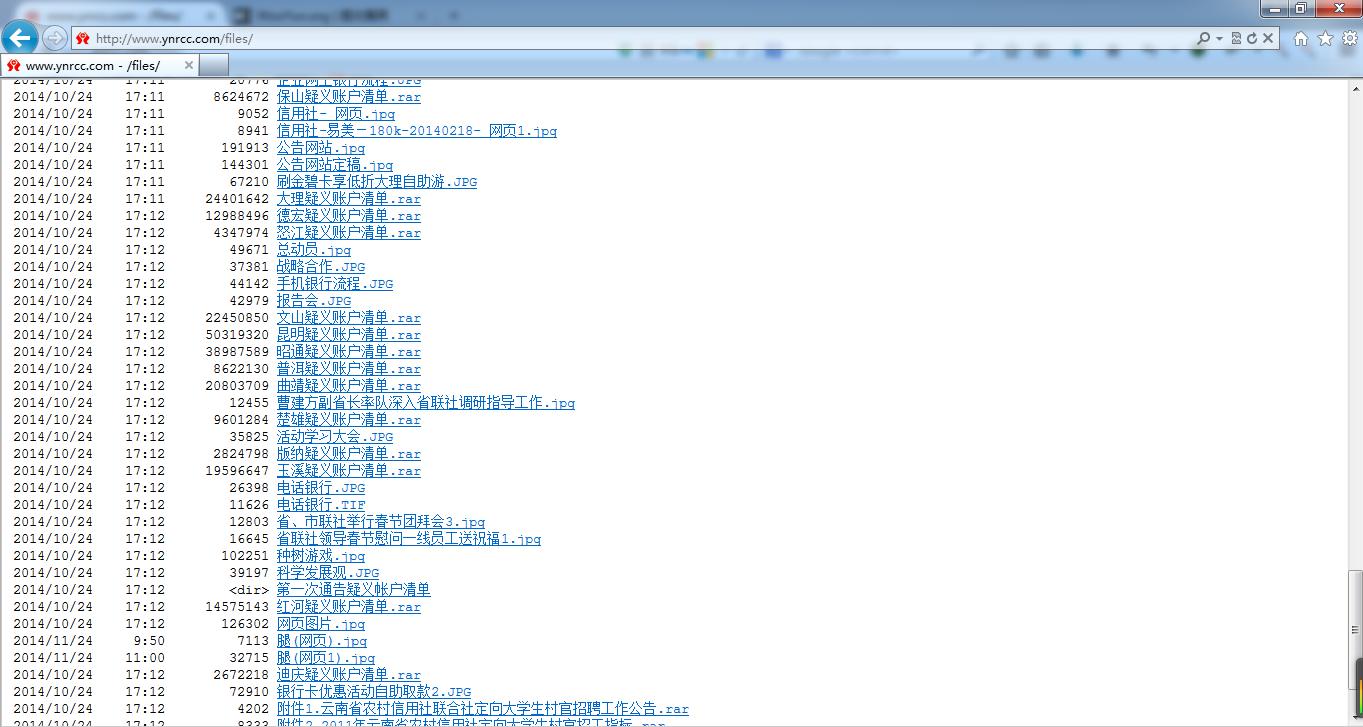 http://www.ynrcc.com/files/
www.ynrcc.com - /files/
2014/10/24 17:11 20776 企业网上银行流程.JPG
2014/10/24 17:11 8624672 保山疑义账户清单.rar
2014/10/24 17:11 9052 信用社- 网页.jpg
2014/10/24 17:11 8941 信用社-易美－180k-20140218- 网页1.jpg
2014/10/24 17:11 191913 公告网站.jpg
2014/10/24 17:11 144301 公告网站定稿.jpg
2014/10/24 17:11 67210 刷金碧卡享低折大理自助游.JPG
2014/10/24 17:11 24401642 大理疑义账户清单.rar
2014/10/24 17:12 12988496 德宏疑义账户清单.rar
2014/10/24 17:12 4347974 怒江疑义账户清单.rar
2014/10/24 17:12 49671 总动员.jpg
2014/10/24 17:12 37381 战略合作.JPG
2014/10/24 17:12 44142 手机银行流程.JPG
2014/10/24 17:12 42979 报告会.JPG
2014/10/24 17:12 22450850 文山疑义账户清单.rar
2014/10/24 17:12 50319320 昆明疑义账户清单.rar
2014/10/24 17:12 38987589 昭通疑义账户清单.rar
2014/10/24 17:12 8622130 普洱疑义账户清单.rar
2014/10/24 17:12 20803709 曲靖疑义账户清单.rar
2014/10/24 17:12 12455 曹建方副省长率队深入省联社调研指导工作.jpg
2014/10/24 17:12 9601284 楚雄疑义账户清单.rar
2014/10/24 17:12 35825 活动学习大会.JPG
2014/10/24 17:12 2824798 版纳疑义账户清单.rar
2014/10/24 17:12 19596647 玉溪疑义账户清单.rar
2014/10/24 17:12 26398 电话银行.JPG
2014/10/24 17:12 11626 电话银行.TIF
2014/10/24 17:12 12803 省、市联社举行春节团拜会3.jpg
2014/10/24 17:12 16645 省联社领导春节慰问一线员工送祝福1.jpg
2014/10/24 17:12 102251 种树游戏.jpg
2014/10/24 17:12 39197 科学发展观.JPG
2014/10/24 17:12 <dir> 第一次通告疑义帐户清单
2014/10/24 17:12 14575143 红河疑义账户清单.rar
2014/10/24 17:12 126302 网页图片.jpg
2014/11/24 9:50 7113 腿(网页).jpg
2014/11/24 11:00 32715 腿(网页1).jpg
2014/10/24 17:12 2672218 迪庆疑义账户清单.rar
2014/10/24 17:12 72910 银行卡优惠活动自助取款2.JPG
2014/10/24 17:12 4202 附件1.云南省农村信用社联合社定向大学生村官招聘工作公告.rar
2014/10/24 17:12 8333 附件2.2011年云南省农村信用社定向大学生村官招工指标.rar